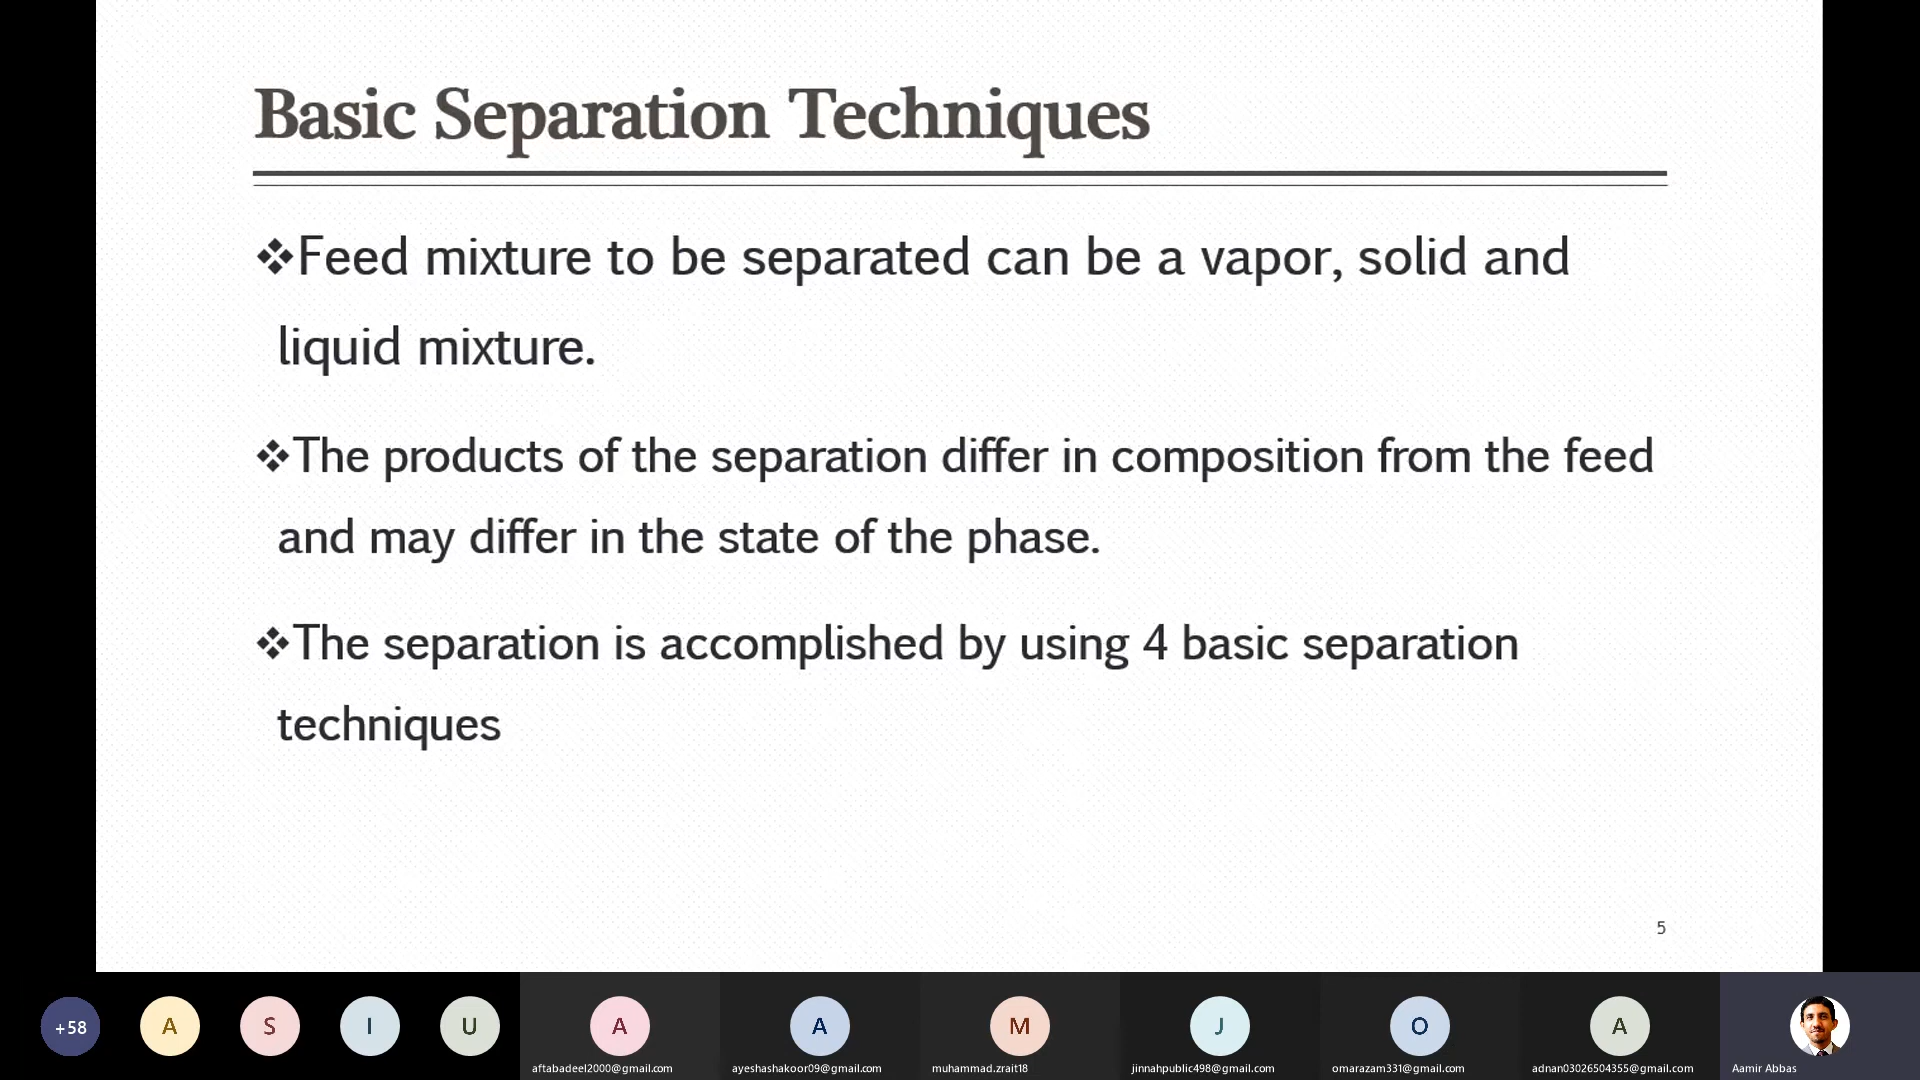 Basic Separation Techniques
❖Feed mixture to be separated can be a vapor, solid and
liquid mixture.
❖The products of the separation differ in composition from the feed
and may differ in the state of the phase.
❖The separation is accomplished by using 4 basic separation
techniques
5
+58
A
S
I
U
A
A
M
J
O
A
aftabadeel2000@gmail.com
ayeshashakoor09@gmail.com
muhammad.zrait18
jinnahpublic498@gmail.com
omarazam331@gmail.com
adnan03026504355@gmail.com
Aamir Abbas